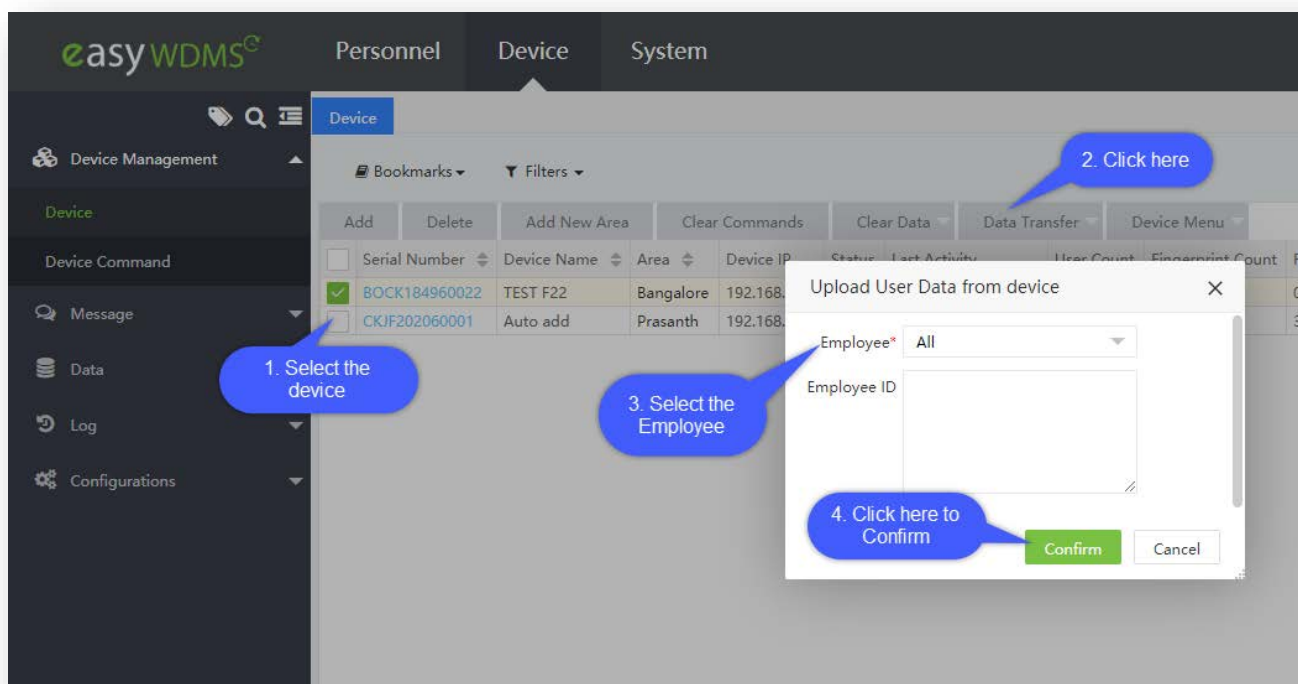 easy WDMS
Personnel Device System
Device
Device Management
Bookmarks Filters
2. Click here
Device
Add Delete Add New Area Clear Commands Clear Data Data Transfer Device Menu
Device Command
Serial Number Device Name Area Device IP Status Last Activity User Count Fingerprint Count
BOCK184960022 TEST F22 Bangalore 192.168.
CKJF202060001 Auto add Prasanth 192.168.
Message
Data
Log
Configurations
1. Select the
device
Upload User Data from device
Employee* All
Employee ID
3. Select the
Employee
4. Click here to
Confirm
Confirm Cancel